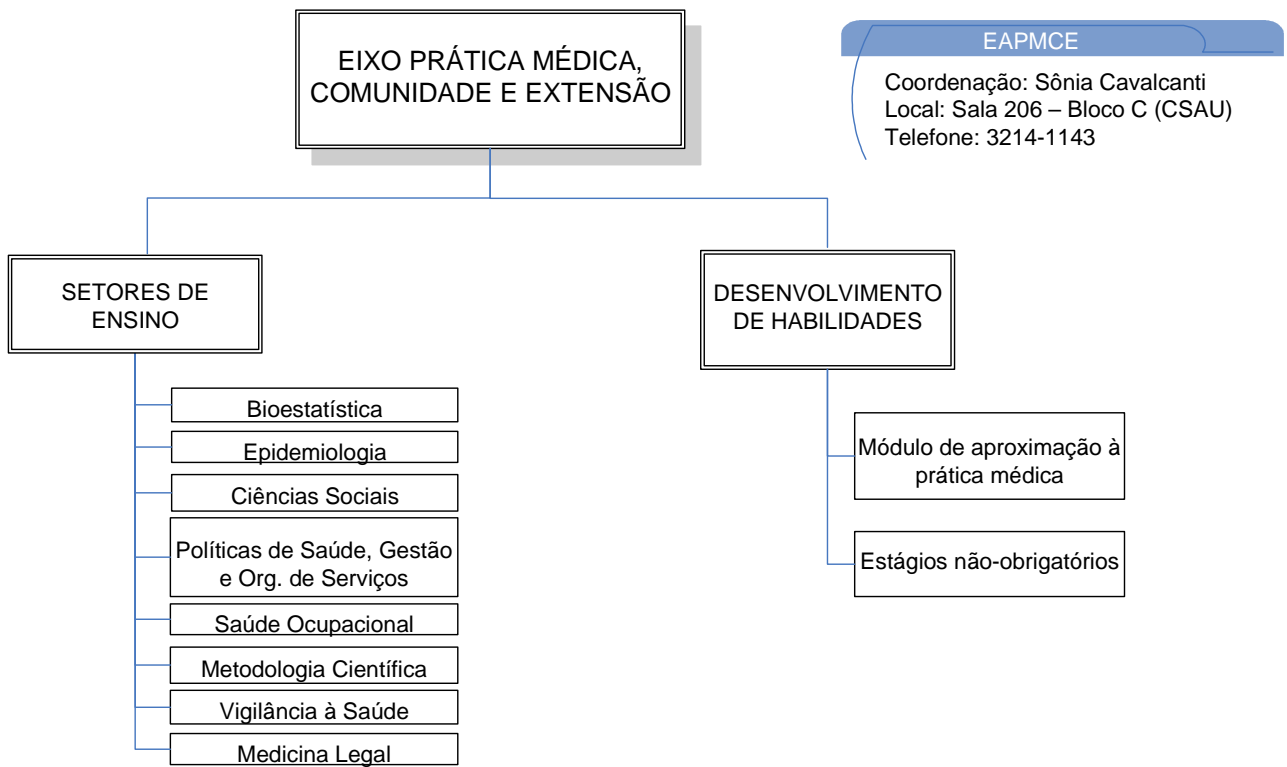 EIXO PRÁTICA MÉDICA,
COMUNIDADE E EXTENSÃO
EAPMCE
Coordenação: Sônia Cavalcanti
Local: Sala 206 – Bloco C (CSAU)
Telefone: 3214-1143
SETORES DE
ENSINO
Bioestatística
Epidemiologia
Ciências Sociais
Políticas de Saúde, Gestão
e Org. de Serviços
Saúde Ocupacional
Metodologia Científica
Vigilância à Saúde
Medicina Legal
DESENVOLVIMENTO
DE HABILIDADES
Módulo de aproximação à
prática médica
Estágios não-obrigatórios